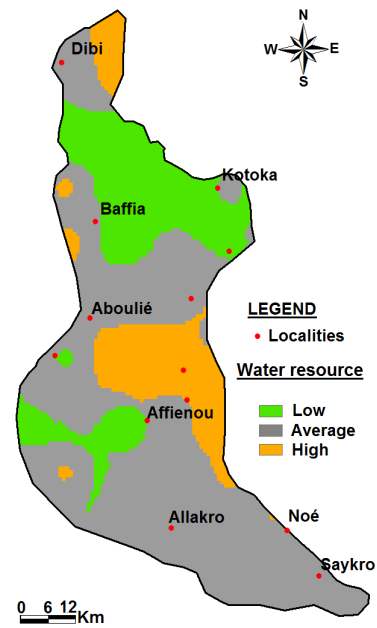 N
W E
S
Dibi
Kotoka
Baffia
Aboulié
LEGEND
Localities
Water resource
Low
Average
High
Affienou
Allakro
Noé
Saykro
0 6 12
Km